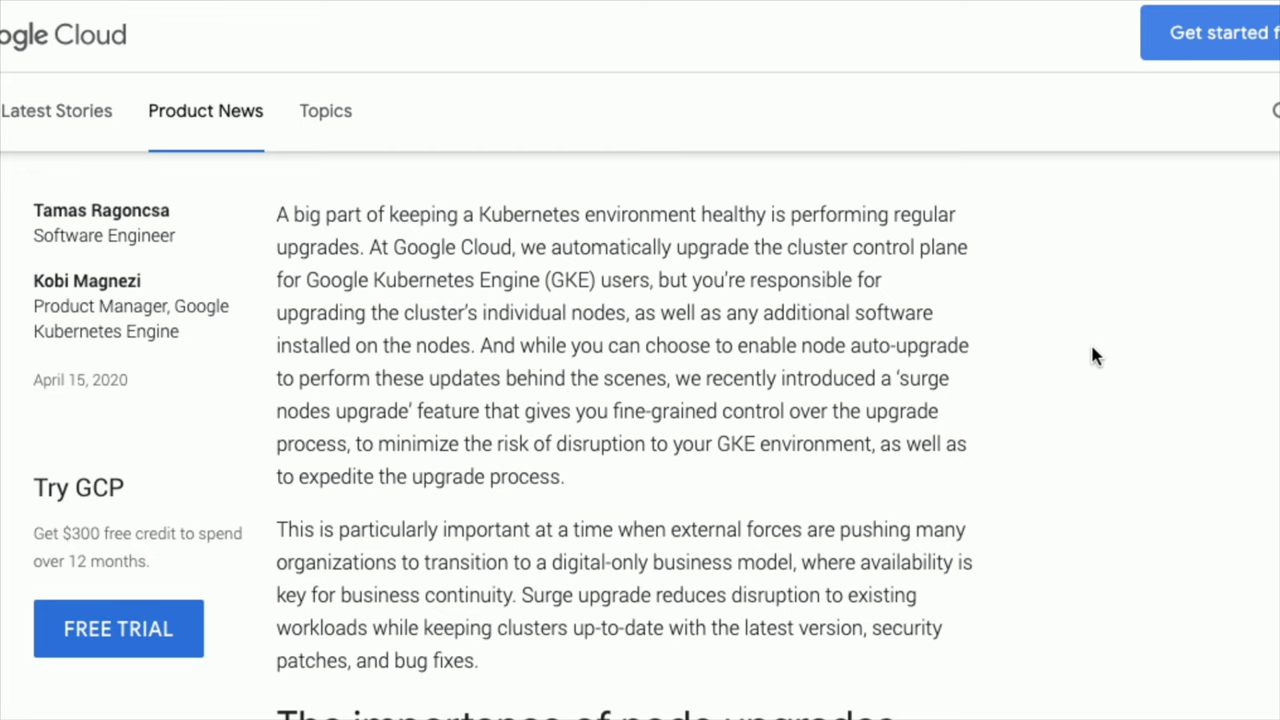 ogle Cloud
Get started f
Latest Stories
Product News
Topics
Tamas Ragoncsa
Software Engineer
Kobi Magnezi
Product Manager, Google
Kubernetes Engine
April 15, 2020
Try GCP
Get $300 free credit to spend
over 12 months.
FREE TRIAL
A big part of keeping a Kubernetes environment healthy is performing regular
upgrades. At Google Cloud, we automatically upgrade the cluster control plane
for Google Kubernetes Engine (GKE) users, but you’re responsible for
upgrading the cluster’s individual nodes, as well as any additional software
installed on the nodes. And while you can choose to enable node auto-upgrade
to perform these updates behind the scenes, we recently introduced a ‘surge
nodes upgrade’ feature that gives you fine-grained control over the upgrade
process, to minimize the risk of disruption to your GKE environment, as well as
to expedite the upgrade process.
This is particularly important at a time when external forces are pushing many
organizations to transition to a digital-only business model, where availability is
key for business continuity. Surge upgrade reduces disruption to existing
workloads while keeping clusters up-to-date with the latest version, security
patches, and bug fixes.
The importance of node upgrades